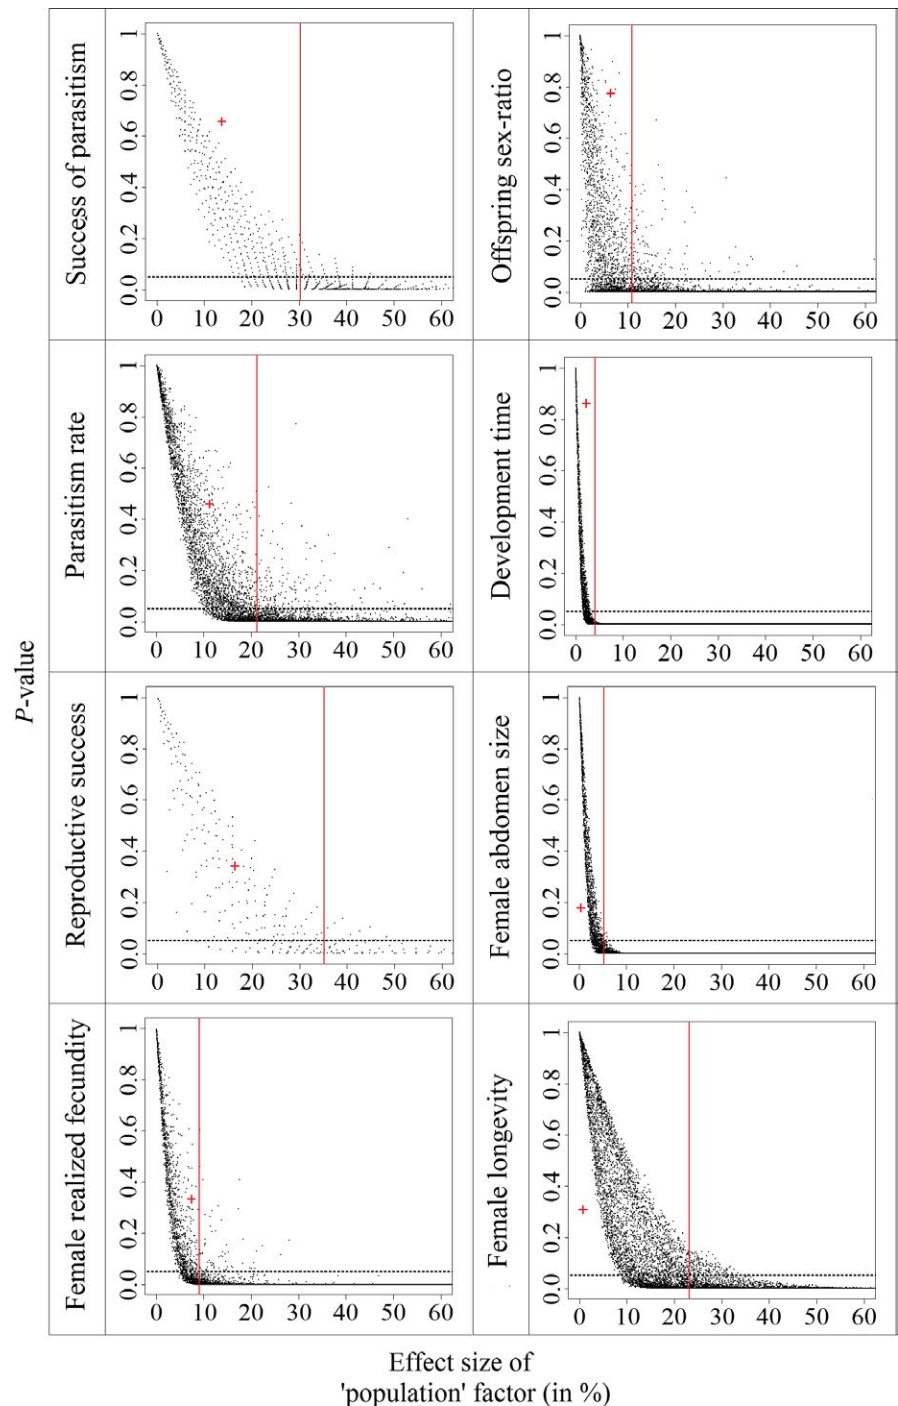 P-value
Success of parasitism
1
0.8
0.6
0.4
0.2
0.0
0 10 20 30 40 50 60
Offspring sex-ratio
1
0.8
0.6
0.4
0.2
0.0
0 10 20 30 40 50 60
Parasitism rate
1
0.8
0.6
0.4
0.2
0.0
0 10 20 30 40 50 60
Development time
1
0.8
0.6
0.4
0.2
0.0
0 10 20 30 40 50 60
Reproductive success
1
0.8
0.6
0.4
0.2
0.0
0 10 20 30 40 50 60
Female abdomen size
1
0.8
0.6
0.4
0.2
0.0
0 10 20 30 40 50 60
Female realized fecundity
1
0.8
0.6
0.4
0.2
0.0
0 10 20 30 40 50 60
Female longevity
1
0.8
0.6
0.4
0.2
0.0
0 10 20 30 40 50 60
Effect size of
'population' factor (in %)